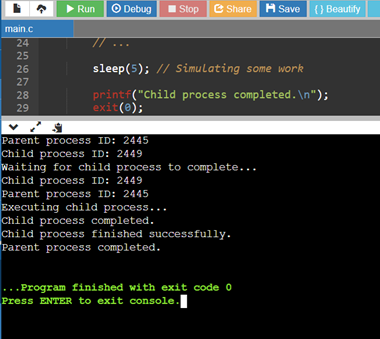 Run Debug Stop Share Save { } Beautify
main.c
24 // ...
25
26 sleep(5); // Simulating some work
27
28 printf("Child process completed.\n");
29 exit(0);
Parent process ID: 2445
Child process ID: 2449
Waiting for child process to complete...
Child process ID: 2449
Parent process ID: 2445
Executing child process...
Child process completed.
Child process finished successfully.
Parent process completed.
...Program finished with exit code 0
Press ENTER to exit console.